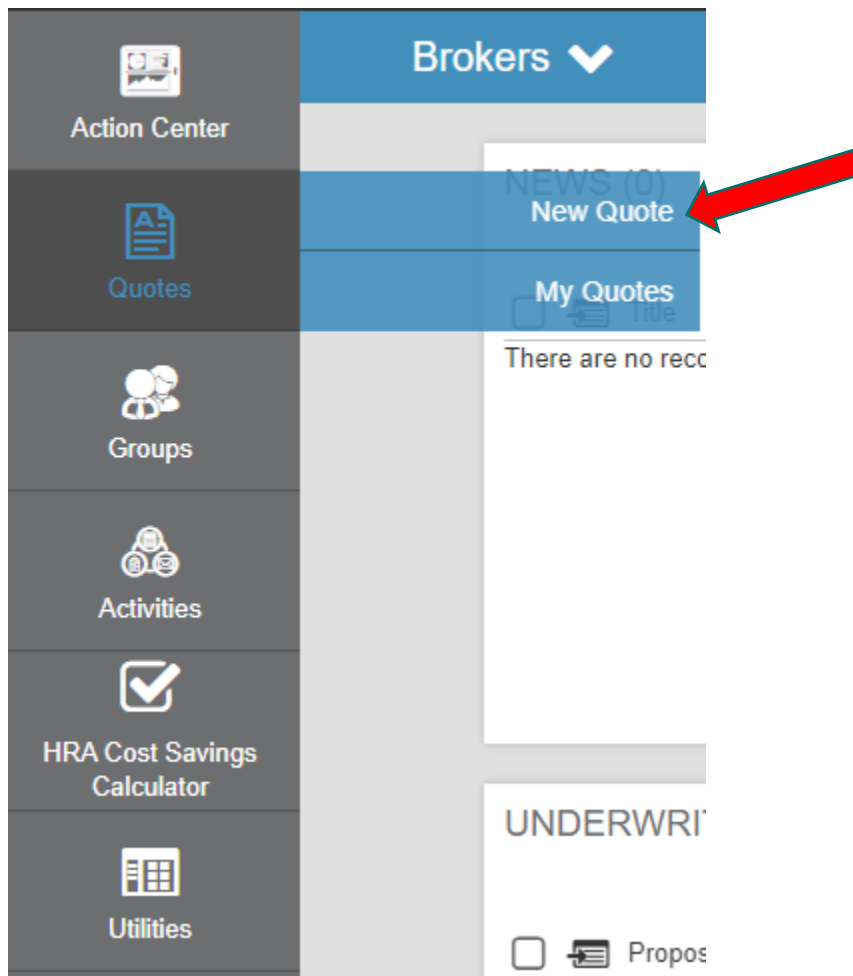 Brokers
Action Center
NEWS (0)
New Quote
Quotes
My Quotes
Title
There are no reco
Groups
Activities
HRA Cost Savings
Calculator
UNDERWRI
Utilities
Propos